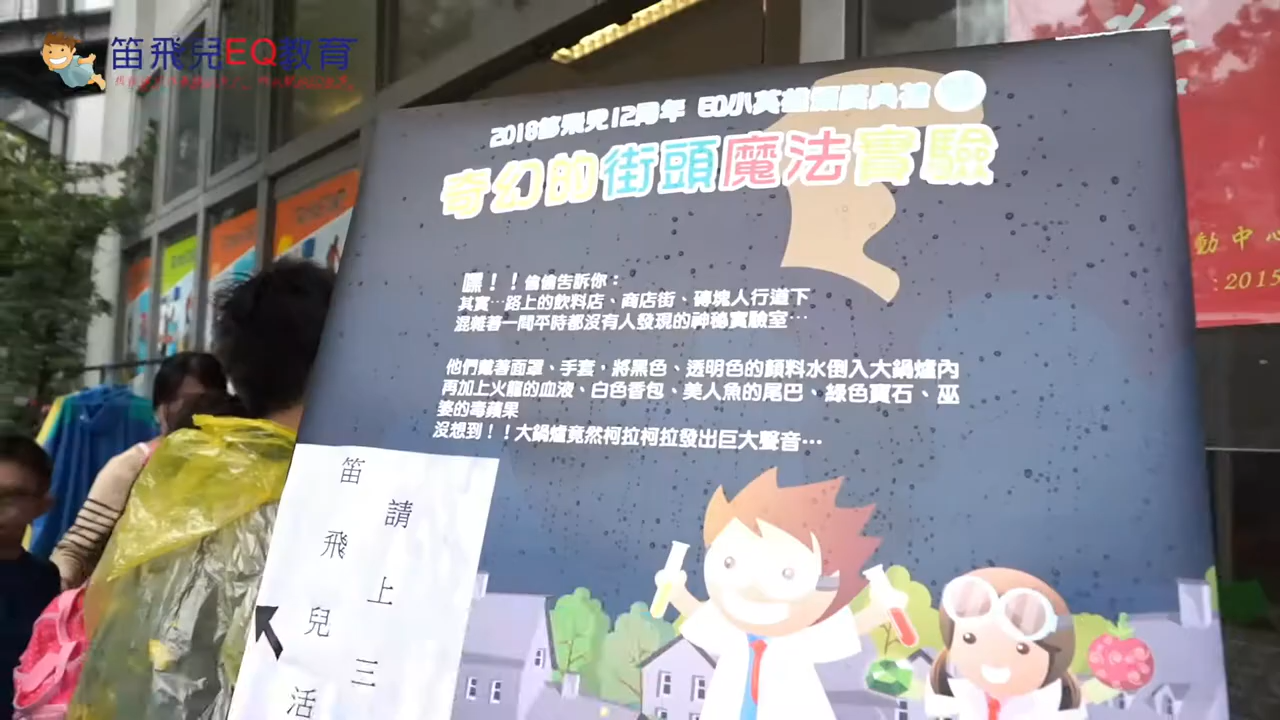 笛飛兒EQ教育
2018笛飛兒12周年 EQ小英雄頒獎典禮
奇幻的街頭魔法實驗
嘿！！偷偷告訴你：
其實…路上的飲料店、商店街、磚塊人行道下
混雜著一間平時都沒有人發現的神秘實驗室…
他們戴著面罩、手套，將黑色、透明色的顏料水倒入大鍋爐內
再加上火龍的血液、白色香包、美人魚的尾巴、綠色寶石、巫
婆的毒蘋果
沒想到！！大鍋爐竟然柯拉柯拉發出巨大聲音…
請上三
笛飛兒活
動中心
2015